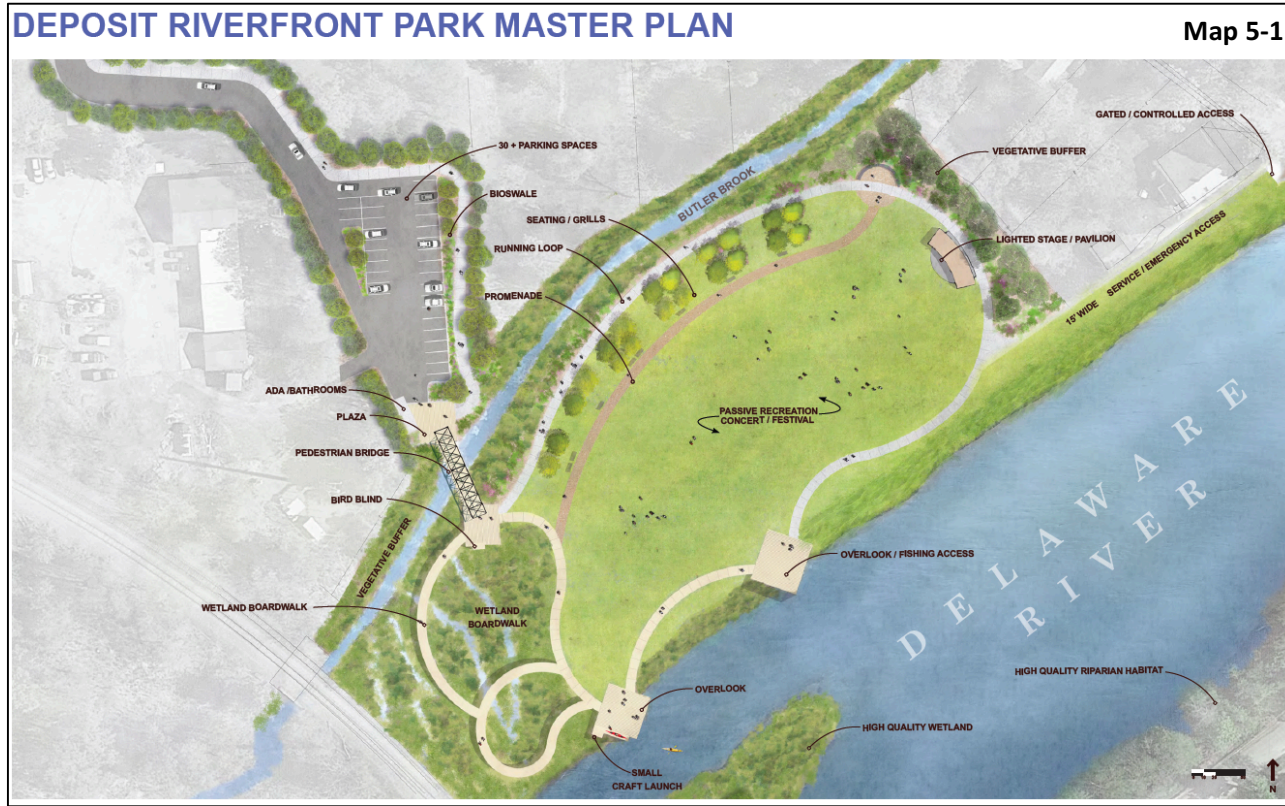 DEPOSIT RIVERFRONT PARK MASTER PLAN
Map 5-1
GATED / CONTROLLED ACCESS
30 + PARKING SPACES
VEGETATIVE BUFFER
BIOSWALE
BUTLER BROOK
SEATING / GRILLS
RUNNING LOOP
LIGHTED STAGE / PAVILION
PROMENADE
15' WIDE SERVICE / EMERGENCY ACCESS
ADA /BATHROOMS
PLAZA
PASSIVE RECREATION
CONCERT / FESTIVAL
PEDESTRIAN BRIDGE
BIRD BLIND
VEGETATIVE BUFFER
OVERLOOK / FISHING ACCESS
DELAWARE
RIVER
WETLAND BOARDWALK
WETLAND
BOARDWALK
HIGH QUALITY RIPARIAN HABITAT
OVERLOOK
HIGH QUALITY WETLAND
SMALL
CRAFT LAUNCH
N